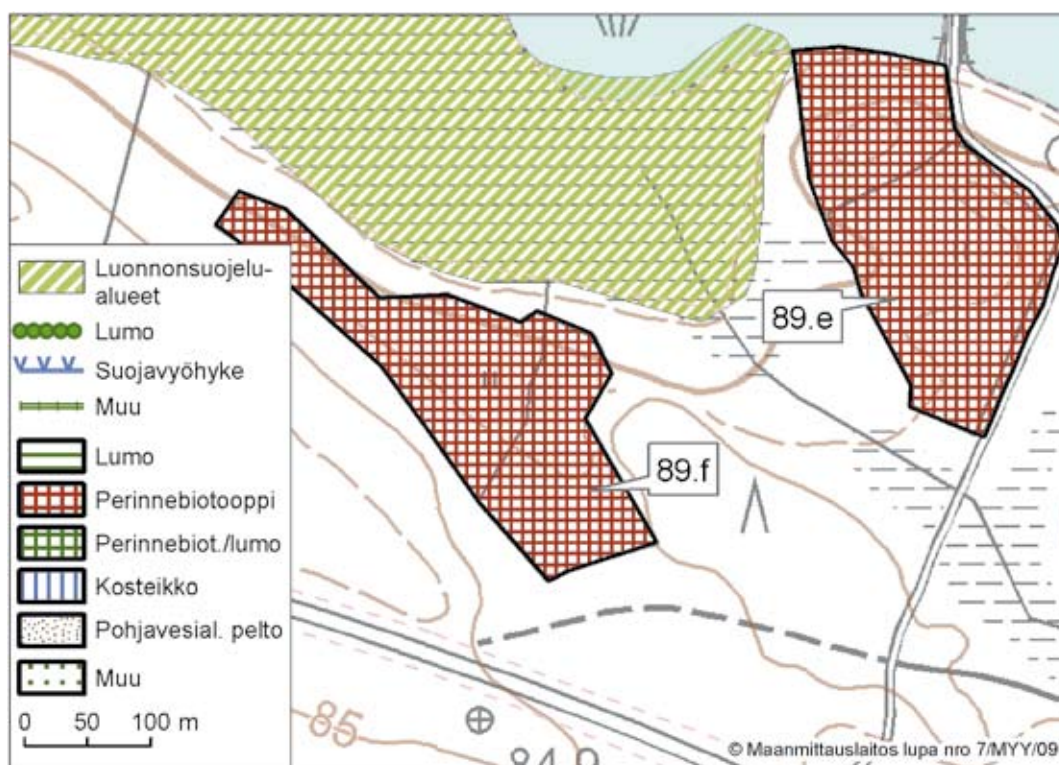 89.e
89.f
Luonnonsuojelu-
alueet
Lumo
Suojavyöhyke
Muu
Lumo
Perinnebiotooppi
Perinnebiot./lumo
Kosteikko
Pohjavesial. pelto
Muu
0 50 100 m
85
© Maanmittauslaitos lupa nro 7/MYY/09